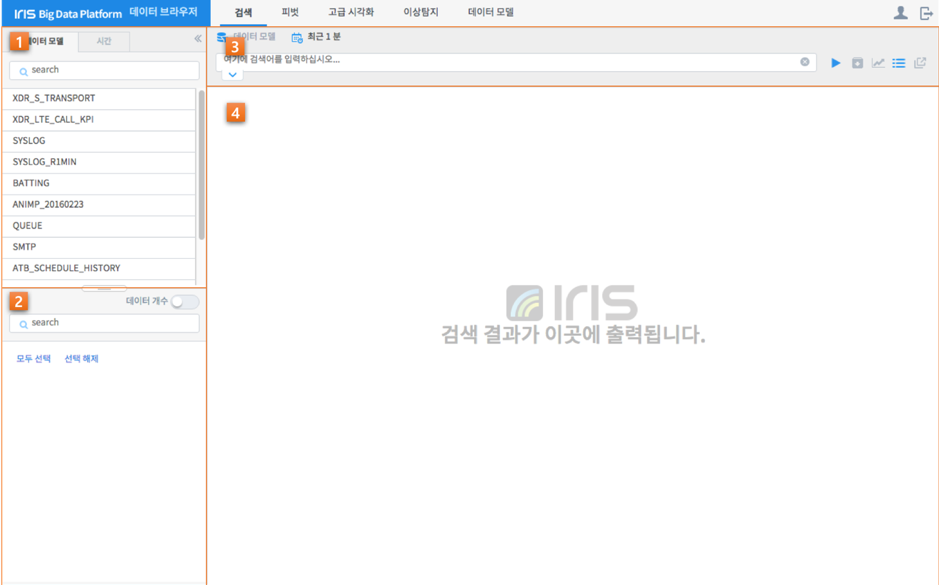 IRIS Big Data Platform 데이터 브라우저
검색 피벗 고급 시각화 이상탐지 데이터 모델
1 이터 모델 시간
search
XDR_S_TRANSPORT
XDR_LTE_CALL_KPI
SYSLOG
SYSLOG_R1MIN
BATTING
ANIMP_20160223
QUEUE
SMTP
ATB_SCHEDULE_HISTORY
2 데이터 개수
search
모두 선택 선택 해제
3 데이터 모델 최근 1 분
여기에 검색어를 입력하십시오...
4
IRIS
검색 결과가 이곳에 출력됩니다.